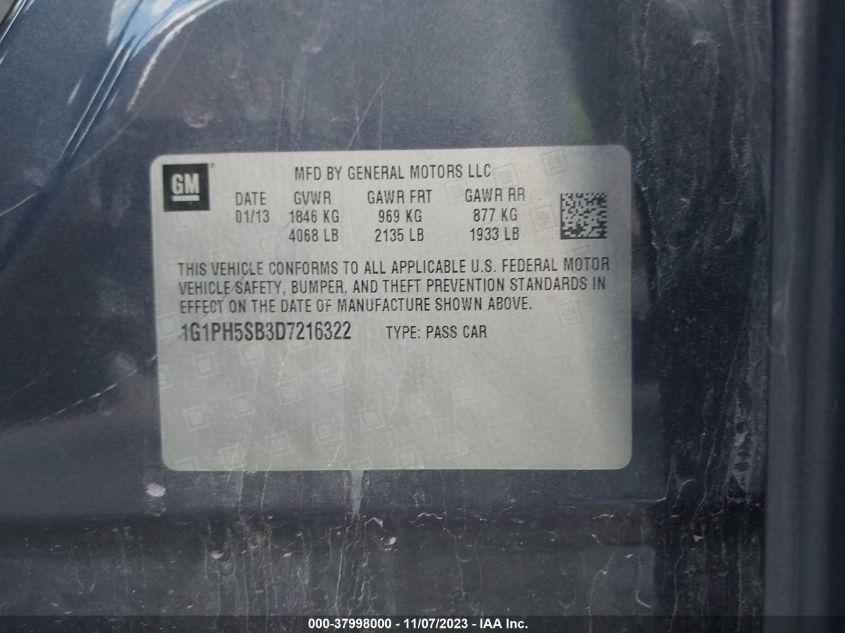 GM
MFD BY GENERAL MOTORS LLC
DATE GVWR GAWR FRT GAWR RR
01/13 1846 KG 969 KG 877 KG
4068 LB 2135 LB 1933 LB
THIS VEHICLE CONFORMS TO ALL APPLICABLE U.S. FEDERAL MOTOR
VEHICLE SAFETY, BUMPER, AND THEFT PREVENTION STANDARDS IN
EFFECT ON THE DATE OF MANUFACTURE SHOWN ABOVE.
1G1PH5SB3D7216322 TYPE: PASS CAR
000-37998000 - 11/07/2023 - IAA Inc.